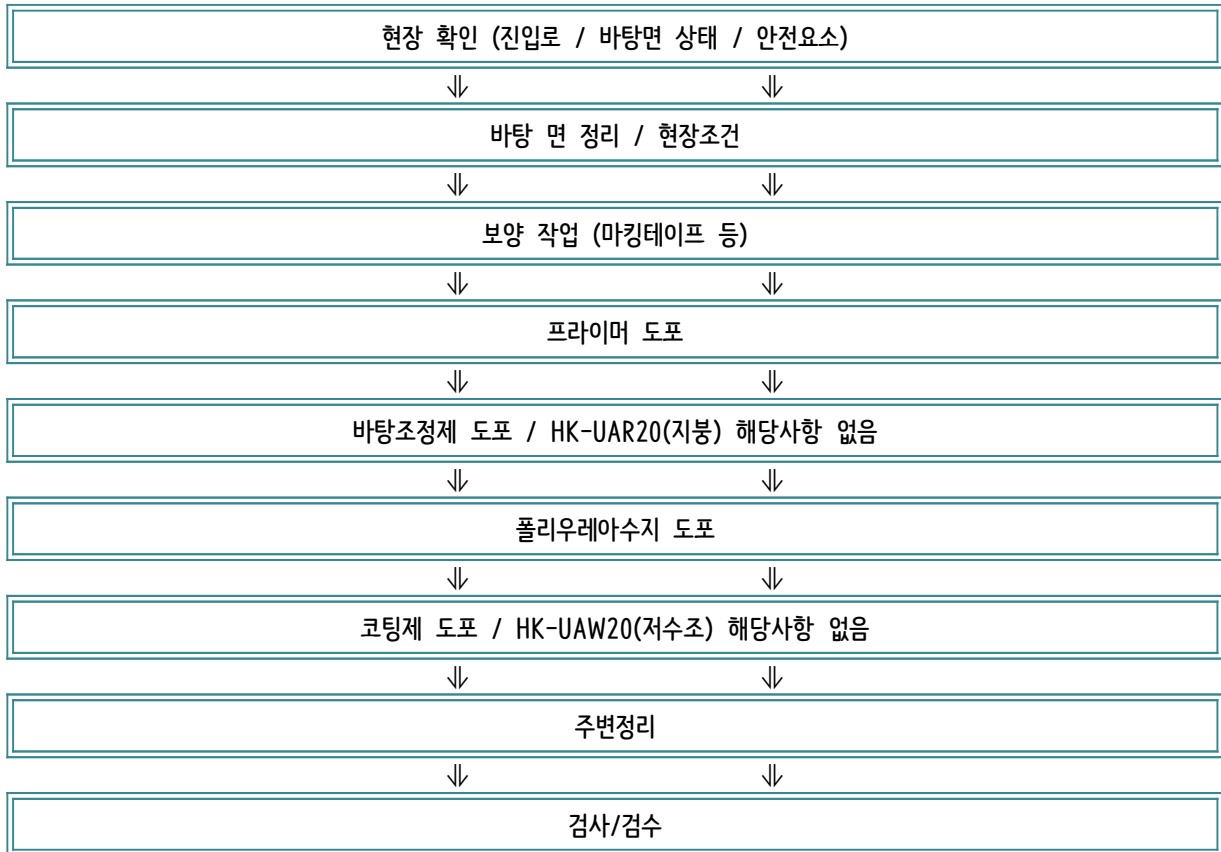 현장 확인 (진입로 / 바탕면 상태 / 안전요소)
⇓ ⇓
바탕 면 정리 / 현장조건
⇓ ⇓
보양 작업 (마킹테이프 등)
⇓ ⇓
프라이머 도포
⇓ ⇓
바탕조정제 도포 / HK-UAR20(지붕) 해당사항 없음
⇓ ⇓
폴리우레아수지 도포
⇓ ⇓
코팅제 도포 / HK-UAW20(저수조) 해당사항 없음
⇓ ⇓
주변정리
⇓ ⇓
검사/검수